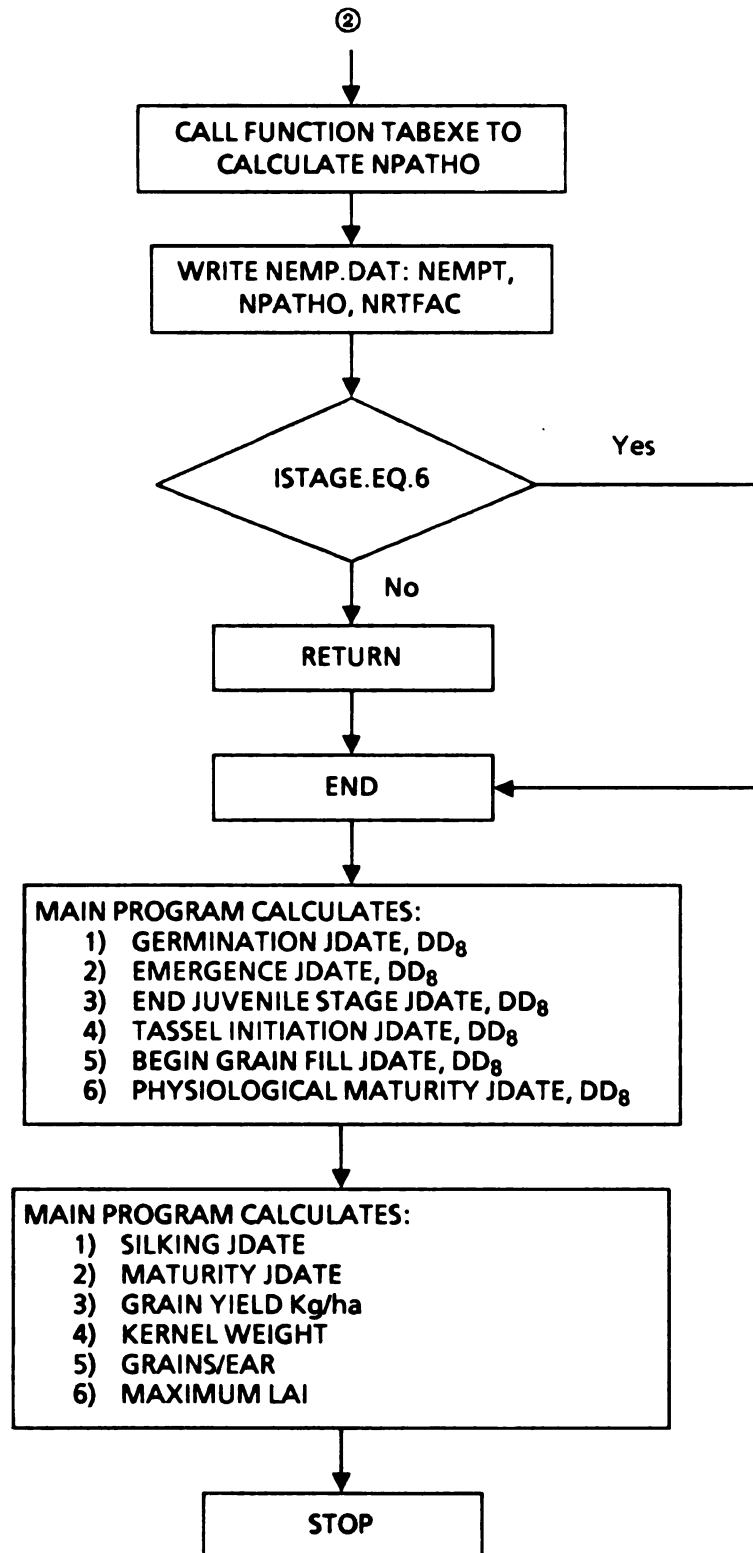 ②
CALL FUNCTION TABEXE TO
CALCULATE NPATHO
WRITE NEMP.DAT: NEMPT,
NPATHO, NRTFAC
ISTAGE.EQ.6
Yes
No
RETURN
END
MAIN PROGRAM CALCULATES:
1) GERMINATION JDATE, DD₈
2) EMERGENCE JDATE, DD₈
3) END JUVENILE STAGE JDATE, DD₈
4) TASSEL INITIATION JDATE, DD₈
5) BEGIN GRAIN FILL JDATE, DD₈
6) PHYSIOLOGICAL MATURITY JDATE, DD₈
MAIN PROGRAM CALCULATES:
1) SILKING JDATE
2) MATURITY JDATE
3) GRAIN YIELD Kg/ha
4) KERNEL WEIGHT
5) GRAINS/EAR
6) MAXIMUM LAI
STOP